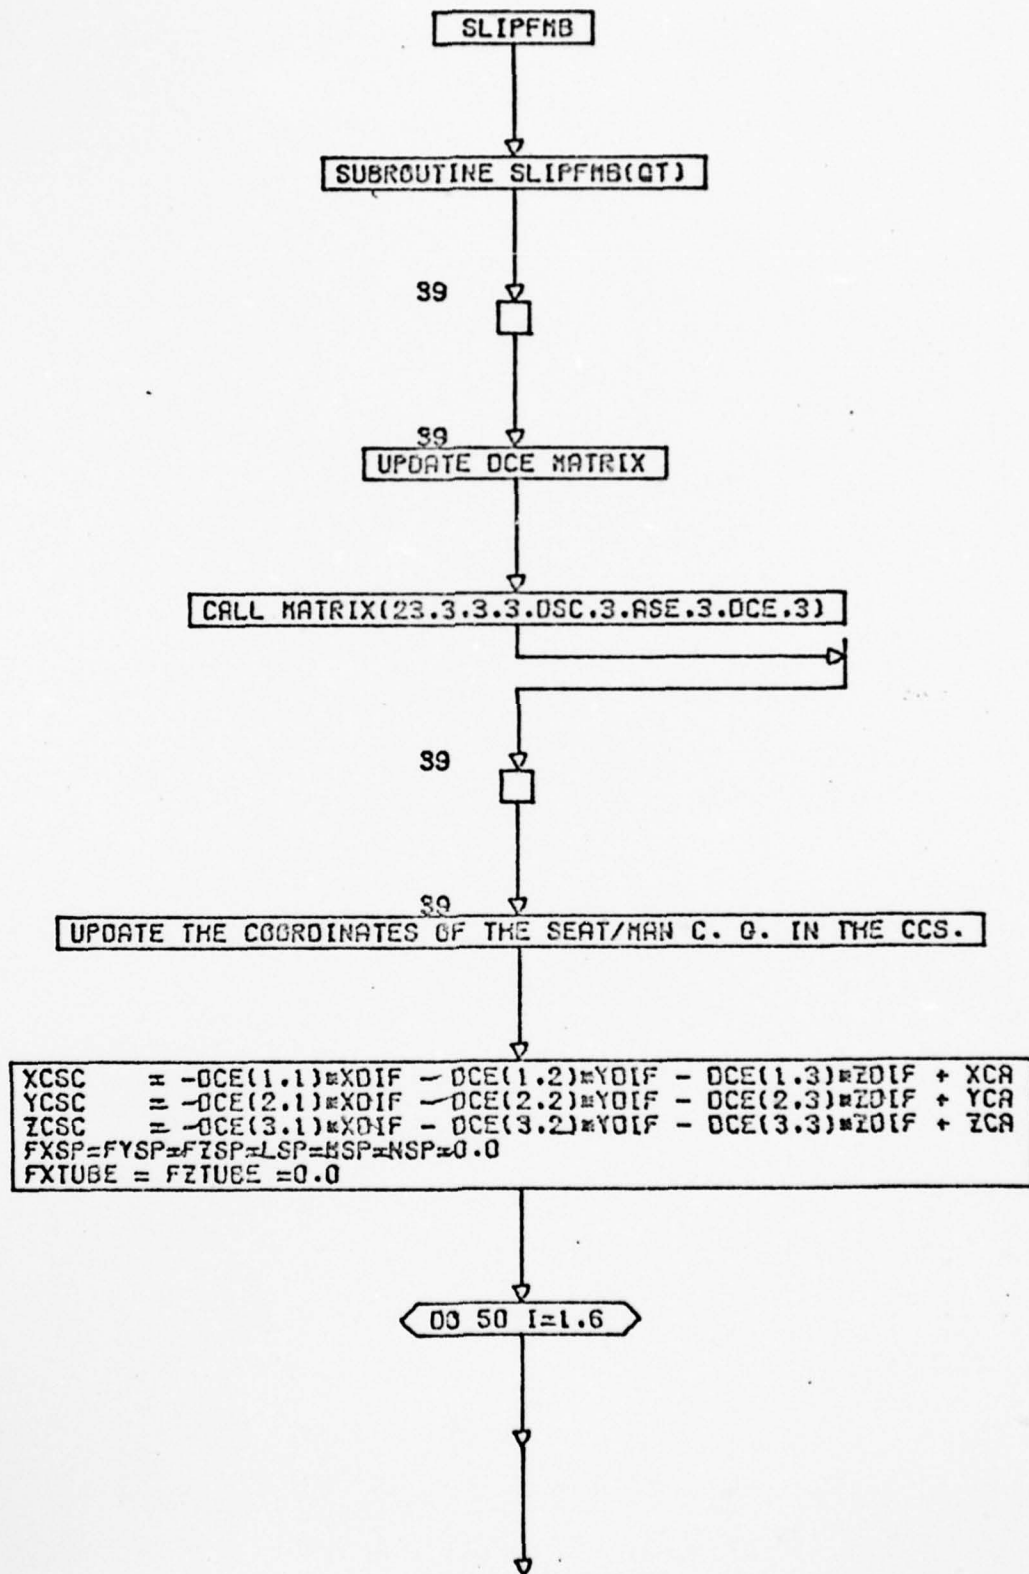 SLIPFMB
SUBROUTINE SLIPFMB(QT)
39
39
UPDATE DCE MATRIX
CALL MATRIX(23.3.3.3.DSC.3.ASE.3.DCE.3)
39
39
UPDATE THE COORDINATES OF THE SEAT/MAN C. G. IN THE CCS.
XCSC = -DCE(1.1)*XDIF - DCE(1.2)*YDIF - DCE(1.3)*ZDIF + XCA
YCSC = -DCE(2.1)*XDIF - DCE(2.2)*YDIF - DCE(2.3)*ZDIF + YCA
ZCSC = -DCE(3.1)*XDIF - DCE(3.2)*YDIF - DCE(3.3)*ZDIF + ZCA
FXSP=FYSP=FZSP=LSP=MSP=NSP=0.0
FXTUBE = FZTUBE =0.0
DO 50 I=1.6